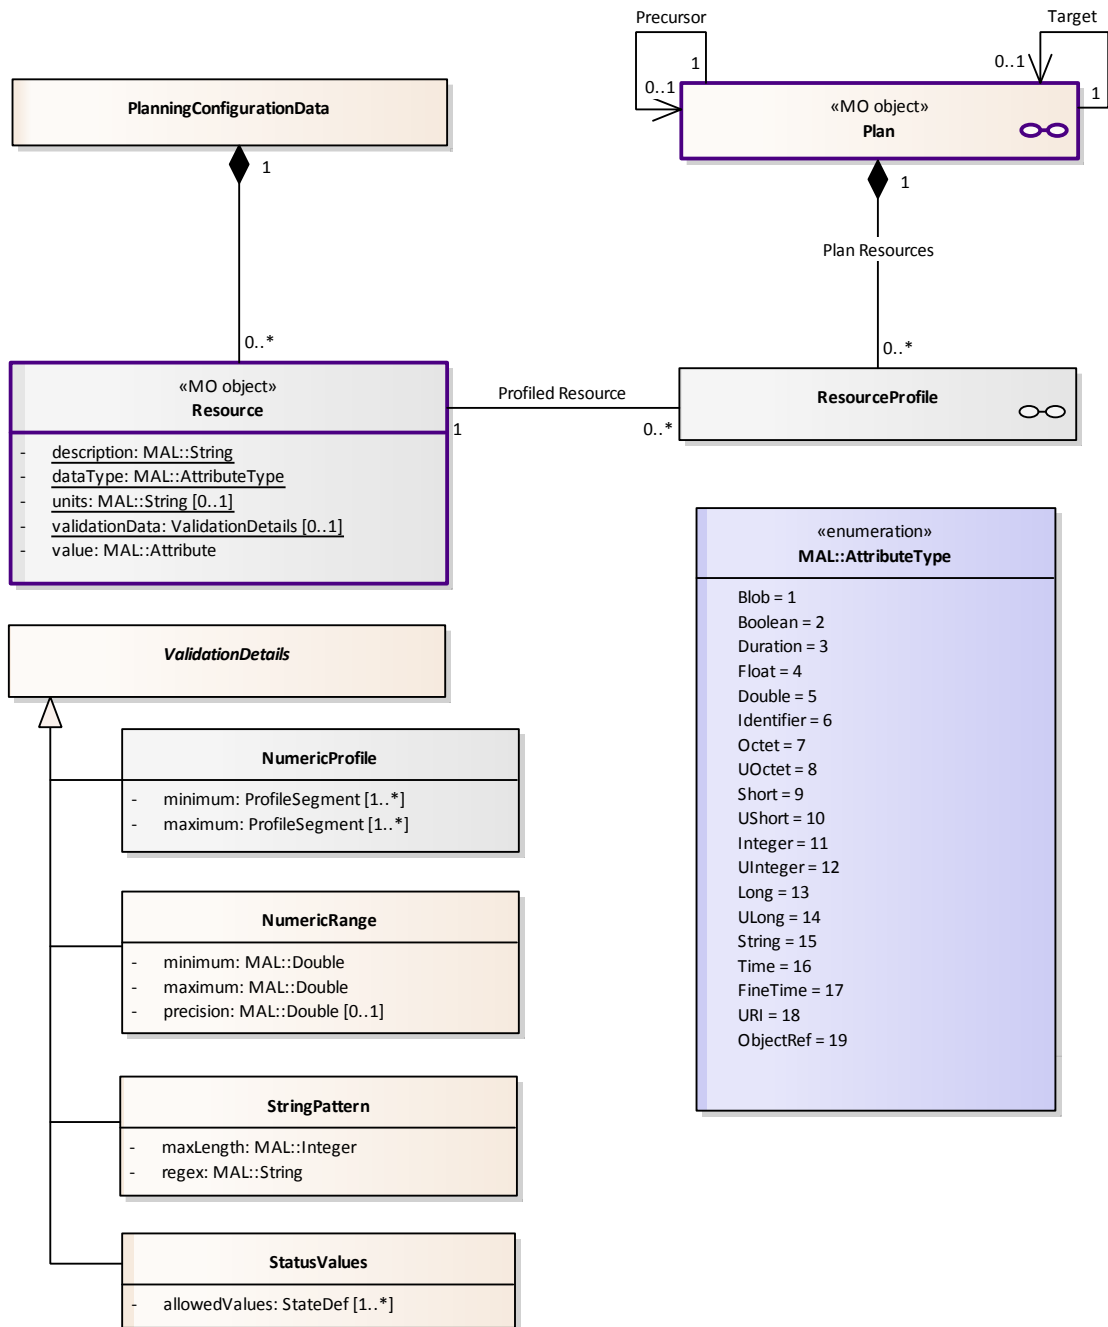 Precursor
Target
1
0..1
0..1
1
PlanningConfigurationData
1
«MO object»
Plan
1
Plan Resources
0..*
0..*
«MO object»
Resource
- description: MAL::String
- dataType: MAL::AttributeType
- units: MAL::String [0..1]
- validationData: ValidationDetails [0..1]
- value: MAL::Attribute
Profiled Resource
1
0..*
ResourceProfile
«enumeration»
MAL::AttributeType
Blob = 1
Boolean = 2
Duration = 3
Float = 4
Double = 5
Identifier = 6
Octet = 7
UOctet = 8
Short = 9
UShort = 10
Integer = 11
UInteger = 12
Long = 13
ULong = 14
String = 15
Time = 16
FineTime = 17
URI = 18
ObjectRef = 19
ValidationDetails
NumericProfile
- minimum: ProfileSegment [1..*]
- maximum: ProfileSegment [1..*]
NumericRange
- minimum: MAL::Double
- maximum: MAL::Double
- precision: MAL::Double [0..1]
StringPattern
- maxLength: MAL::Integer
- regex: MAL::String
StatusValues
- allowedValues: StateDef [1..*]